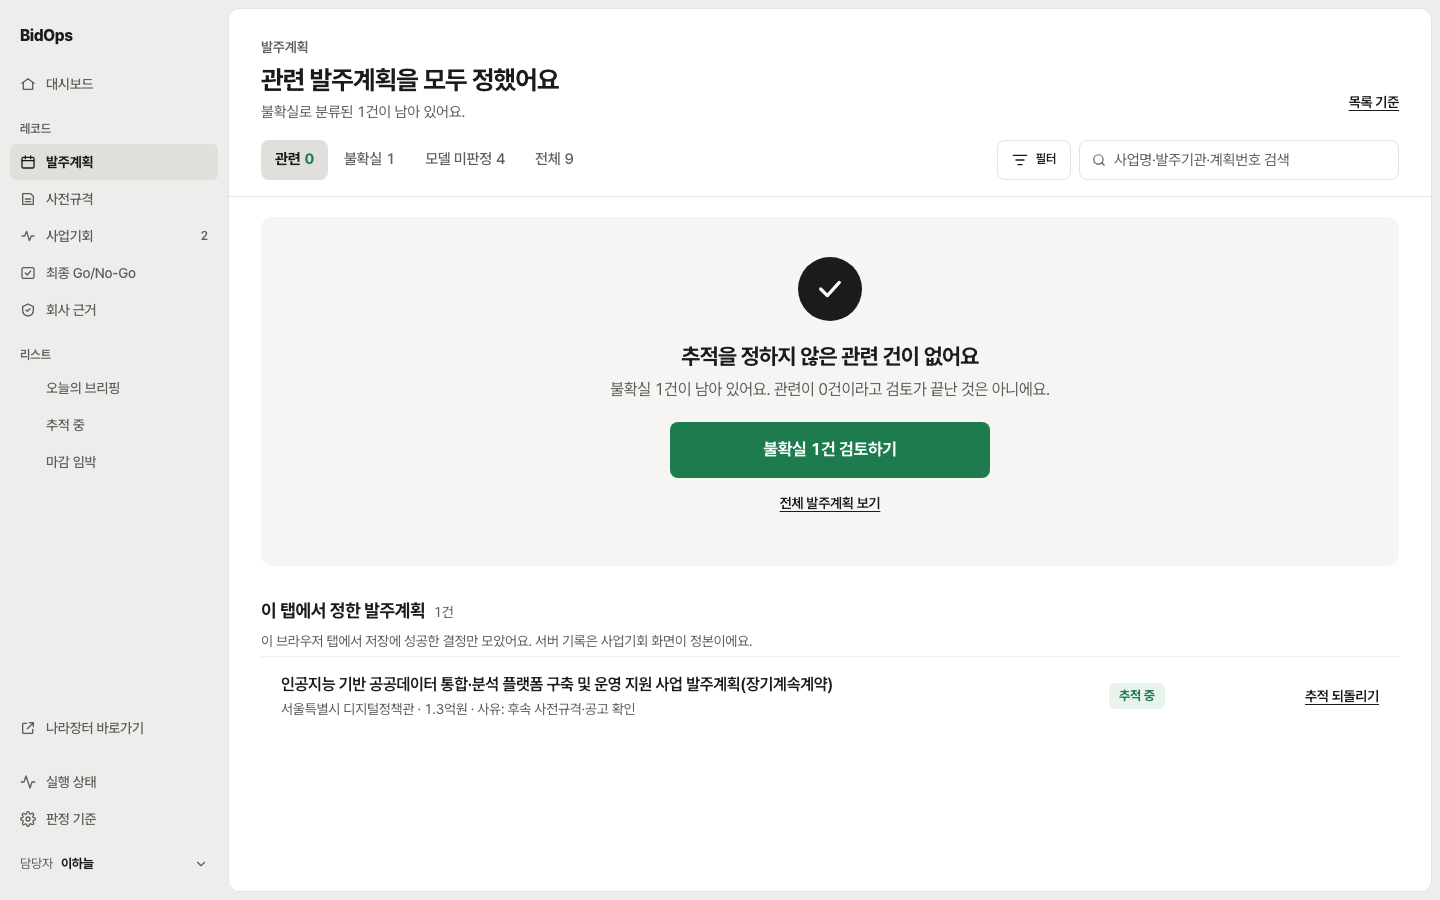 BidOps
대시보드
레코드
발주계획
사전규격
사업기회 2
최종 Go/No-Go
회사 근거
리스트
오늘의 브리핑
추적 중
마감 임박
나라장터 바로가기
실행 상태
판정 기준
담당자 이하늘
발주계획
관련 발주계획을 모두 정했어요
불확실로 분류된 1건이 남아 있어요.
목록 기준
관련 0 불확실 1 모델 미판정 4 전체 9
필터
사업명·발주기관·계획번호 검색
추적을 정하지 않은 관련 건이 없어요
불확실 1건이 남아 있어요. 관련이 0건이라고 검토가 끝난 것은 아니에요.
불확실 1건 검토하기
전체 발주계획 보기
이 탭에서 정한 발주계획 1건
이 브라우저 탭에서 저장에 성공한 결정만 모았어요. 서버 기록은 사업기회 화면이 정본이에요.
인공지능 기반 공공데이터 통합·분석 플랫폼 구축 및 운영 지원 사업 발주계획(장기계속계약)
서울특별시 디지털정책관 · 1.3억원 · 사유: 후속 사전규격·공고 확인
추적 중
추적 되돌리기